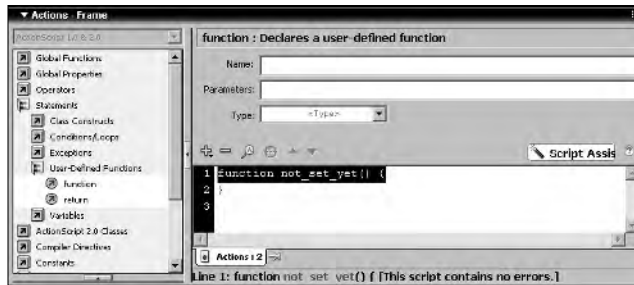 Actions - Frame
ActionScript 1.0 & 2.0
Global Functions
Global Properties
Operators
Statements
Class Constructs
Conditions/Loops
Exceptions
User-Defined Functions
function
return
Variables
ActionScript 2.0 Classes
Compiler Directives
Constants
function : Declares a user-defined function
Name:
Parameters:
Type:
<Type>
Script Assis
1 function not_set_yet() {
2 }
3
Actions : 2
Line 1: function not_set_yet() { [This script contains no errors.]